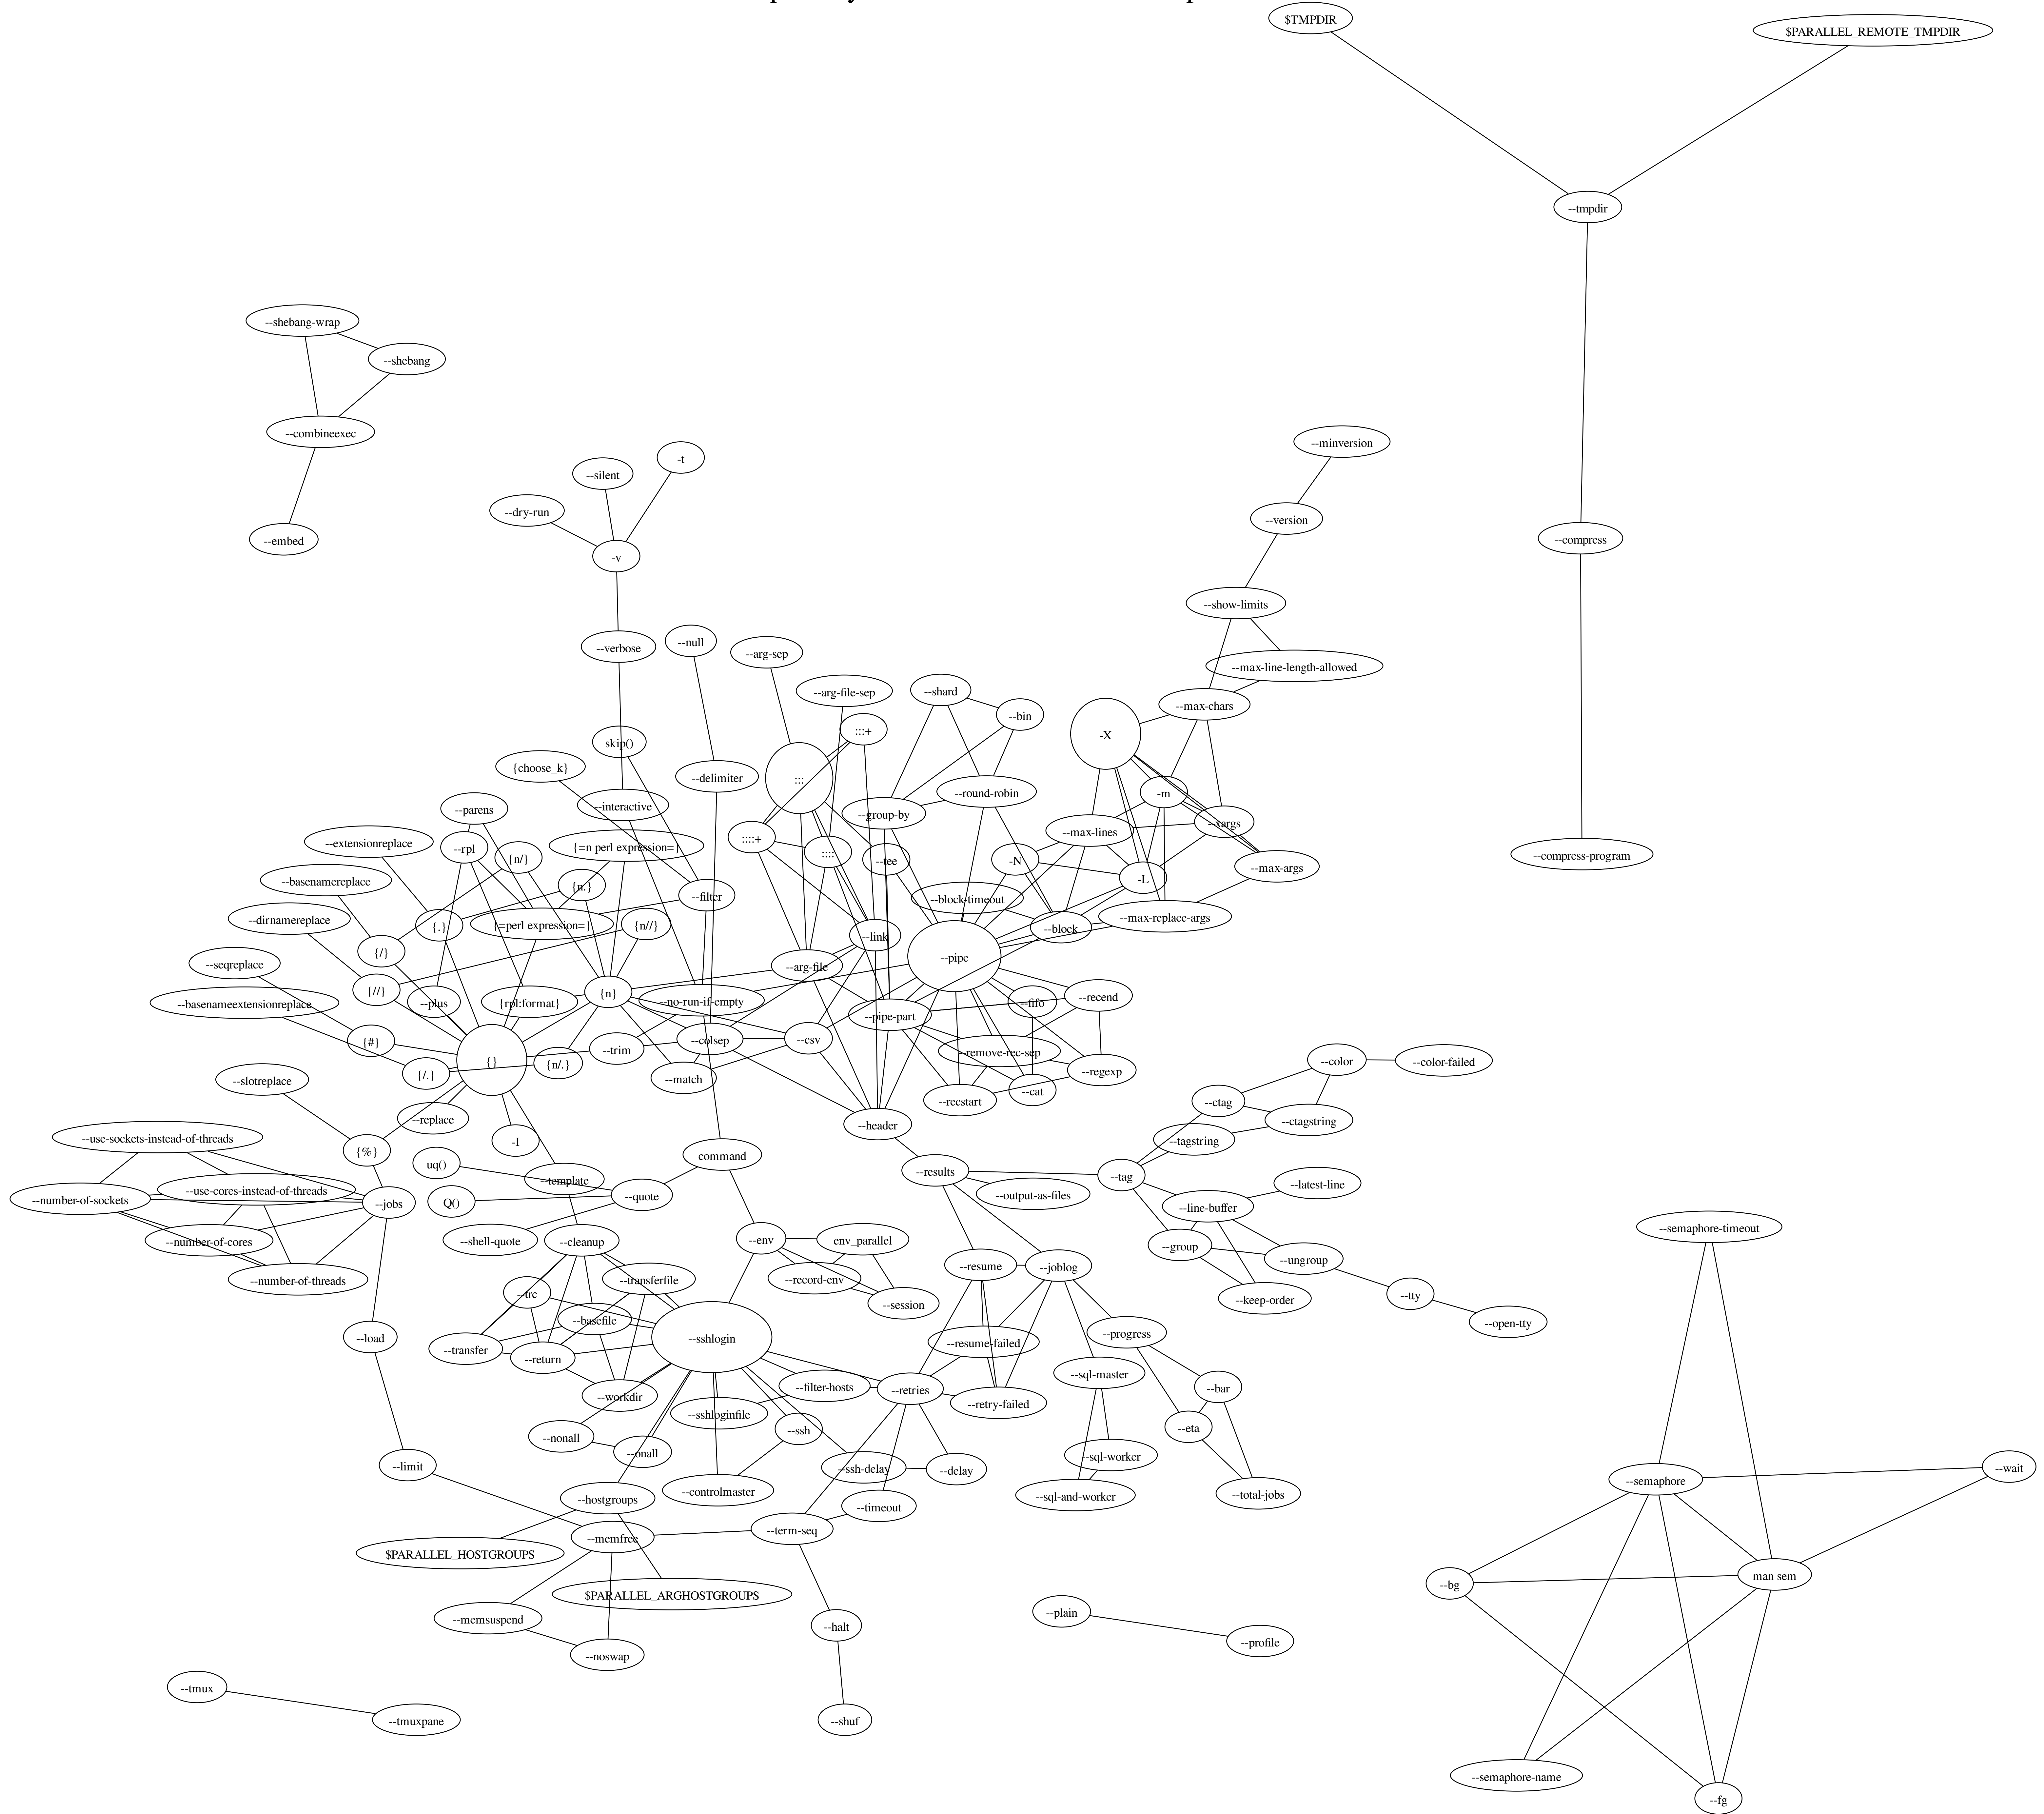 $TMPDIR
$PARALLEL_REMOTE_TMPDIR
--tmpdir
--shebang-wrap
--shebang
--combineexec
--embed
--minversion
--silent
-t
--dry-run
--version
--compress
-v
--show-limits
--verbose
--null
--arg-sep
--max-line-length-allowed
--arg-file-sep
--shard
--max-chars
--bin
:::+
-X
skip()
{choose_k}
--delimiter
:::
--round-robin
-m
--parens
--interactive
--group-by
--xargs
--max-lines
--extensionreplace
--rpl
{=n perl expression=}
::::+
::::
{n/}
--tee
-N
--max-args
--compress-program
--basenamereplace
{n.}
--filter
-L
--block-timeout
--dirnamereplace
{.}
{=perl expression=}
{n//}
--max-replace-args
--block
--link
{/}
--pipe
--seqreplace
--arg-file
{//}
{n}
--recend
--basenameextensionreplace
--plus
{rpl:format}
--no-run-if-empty
--fifo
--pipe-part
{#}
--trim
--colsep
--csv
--remove-rec-sep
{}
{n/.}
--color
--color-failed
{/.}
--match
--regexp
--slotreplace
--cat
--recstart
--ctag
--replace
--header
--ctagstring
-I
--tagstring
--use-sockets-instead-of-threads
{%}
command
uq()
--results
--tag
--template
--latest-line
--use-cores-instead-of-threads
--quote
--output-as-files
--number-of-sockets
--jobs
Q()
--line-buffer
--semaphore-timeout
--number-of-cores
--shell-quote
--cleanup
--env
env_parallel
--group
--ungroup
--number-of-threads
--transferfile
--record-env
--resume
--joblog
--trc
--session
--keep-order
--tty
--basefile
--open-tty
--load
--sshlogin
--progress
--resume-failed
--transfer
--return
--sql-master
--workdir
--filter-hosts
--retries
--bar
--retry-failed
--sshloginfile
--ssh
--eta
--nonall
--onall
--sql-worker
--limit
--ssh-delay
--delay
--wait
--semaphore
--controlmaster
--sql-and-worker
--total-jobs
--hostgroups
--timeout
--term-seq
--memfree
$PARALLEL_HOSTGROUPS
man sem
--bg
$PARALLEL_ARGHOSTGROUPS
--plain
--memsuspend
--halt
--profile
--noswap
--tmux
--tmuxpane
--shuf
--semaphore-name
--fg